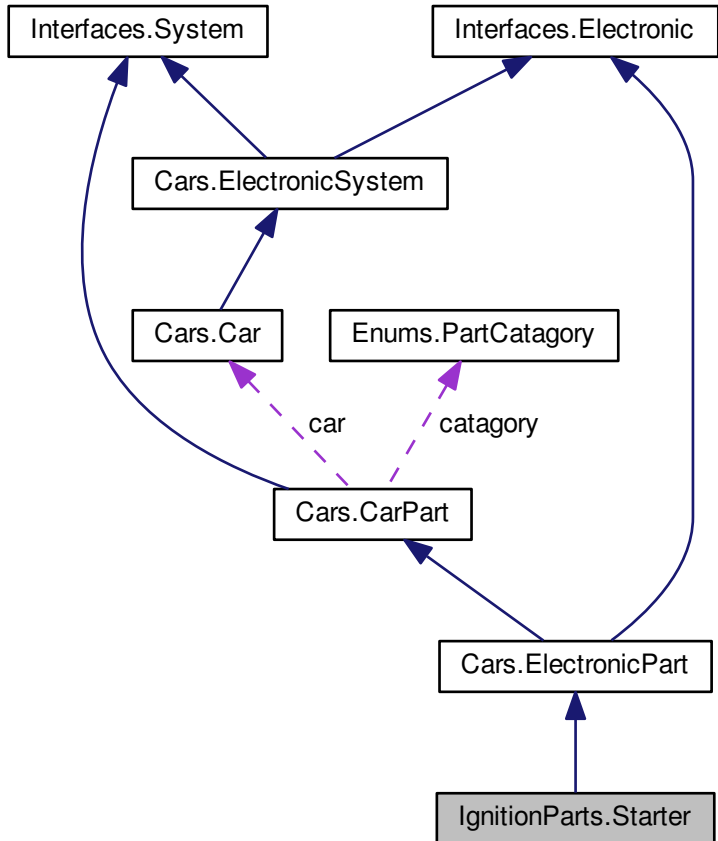 Interfaces.System
Interfaces.Electronic
Cars.ElectronicSystem
Cars.Car
Enums.PartCatagory
car
catagory
Cars.CarPart
Cars.ElectronicPart
IgnitionParts.Starter